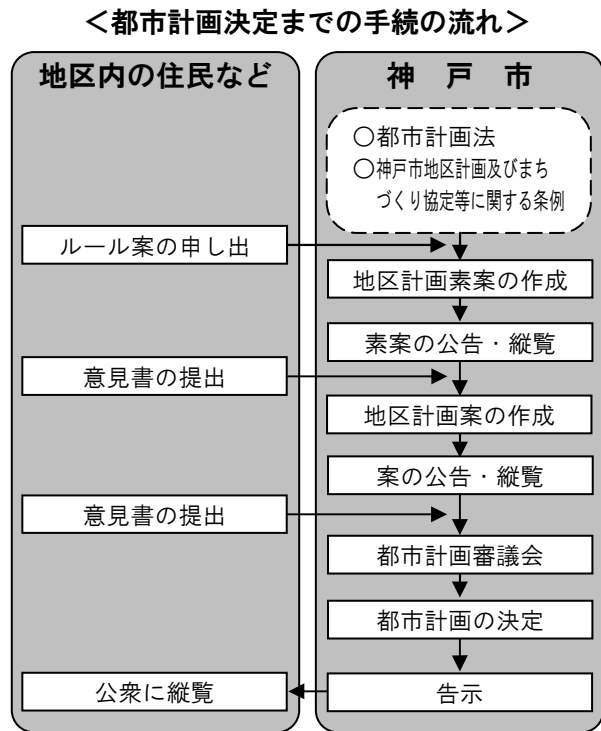 ＜都市計画決定までの手続の流れ＞
地区内の住民など
神 戸 市
○都市計画法
○神戸市地区計画及びまち
づくり協定等に関する条例
ルール案の申し出
地区計画素案の作成
素案の公告・縦覧
意見書の提出
地区計画案の作成
案の公告・縦覧
意見書の提出
都市計画審議会
都市計画の決定
公衆に縦覧
告示